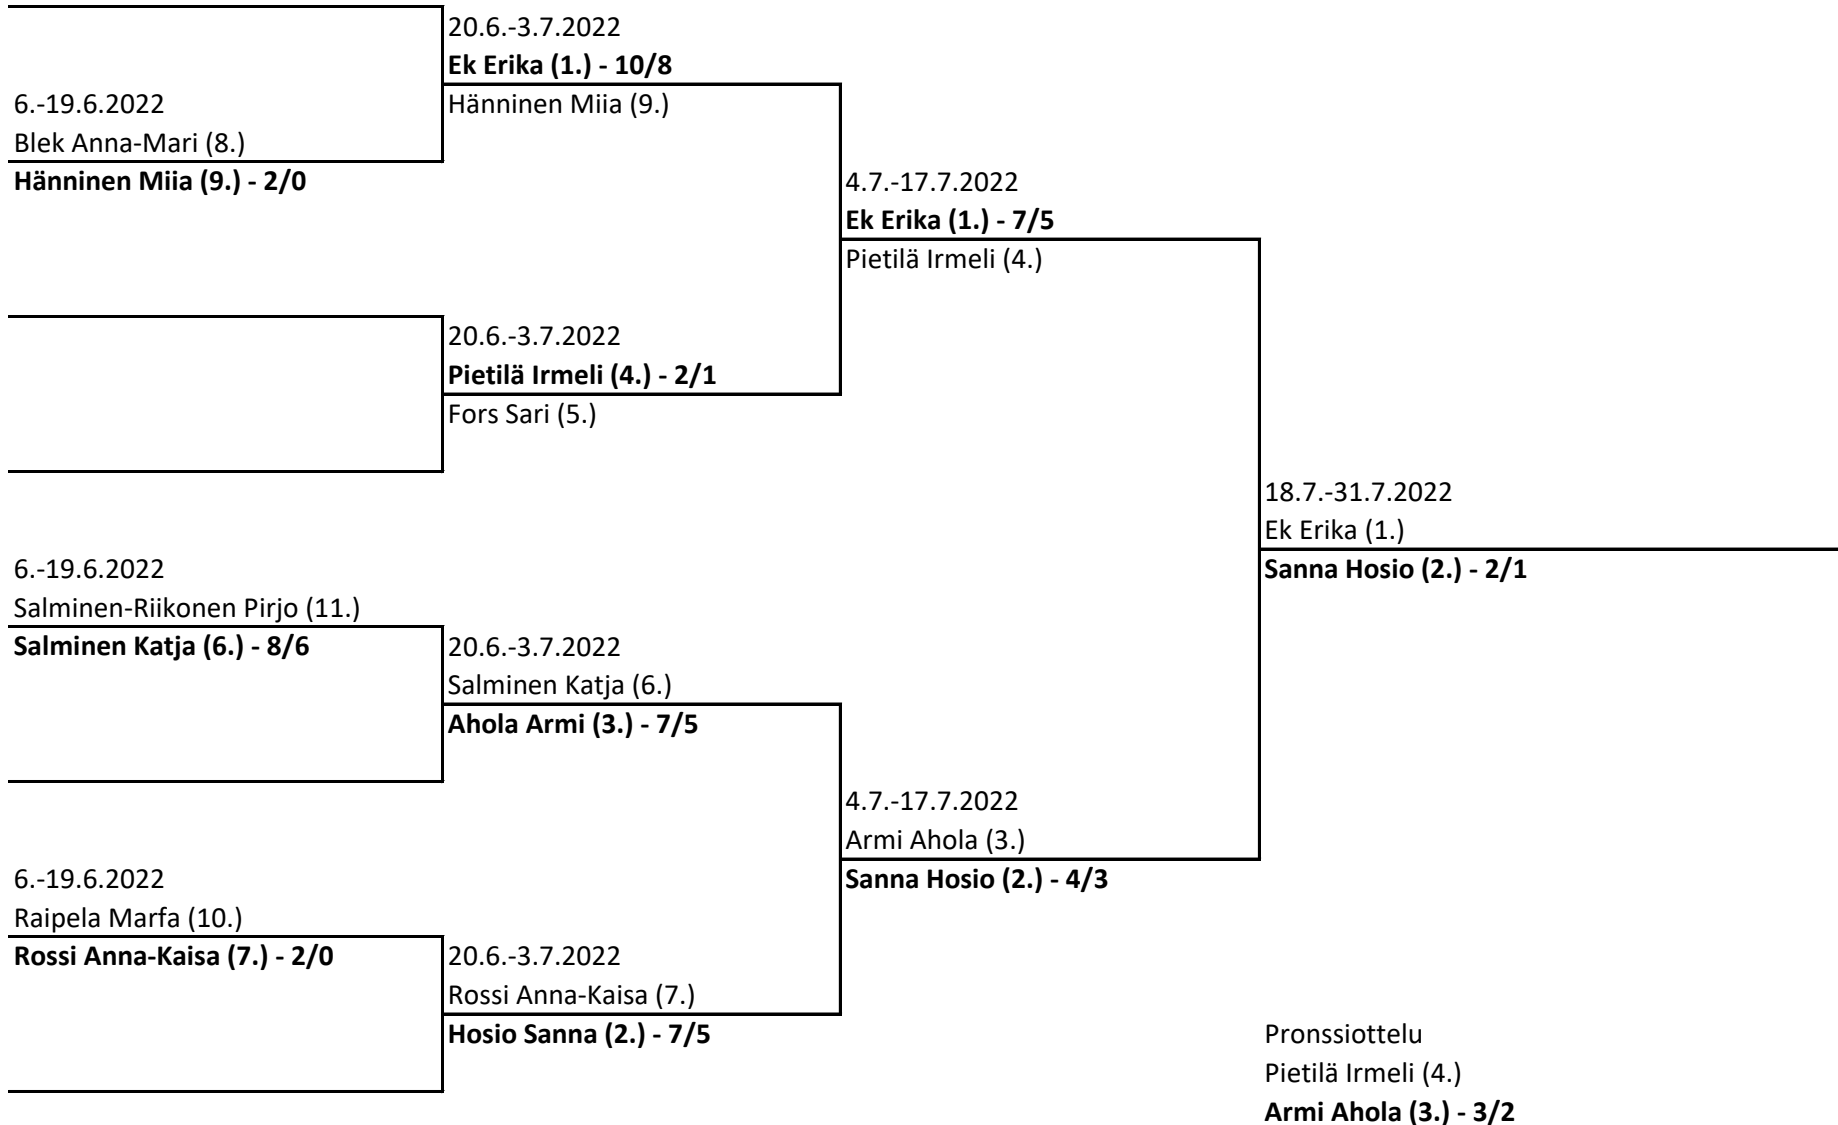 6.-19.6.2022
Blek Anna-Mari (8.)
Hänninen Miia (9.) - 2/0
6.-19.6.2022
Salminen-Riikonen Pirjo (11.)
Salminen Katja (6.) - 8/6
6.-19.6.2022
Raipela Marfa (10.)
Rossi Anna-Kaisa (7.) - 2/0
20.6.-3.7.2022
Ek Erika (1.) - 10/8
Hänninen Miia (9.)
20.6.-3.7.2022
Pietilä Irmeli (4.) - 2/1
Fors Sari (5.)
20.6.-3.7.2022
Salminen Katja (6.)
Ahola Armi (3.) - 7/5
20.6.-3.7.2022
Rossi Anna-Kaisa (7.)
Hosio Sanna (2.) - 7/5
4.7.-17.7.2022
Ek Erika (1.) - 7/5
Pietilä Irmeli (4.)
4.7.-17.7.2022
Armi Ahola (3.)
Sanna Hosio (2.) - 4/3
18.7.-31.7.2022
Ek Erika (1.)
Sanna Hosio (2.) - 2/1
Pronssiottelu
Pietilä Irmeli (4.)
Armi Ahola (3.) - 3/2